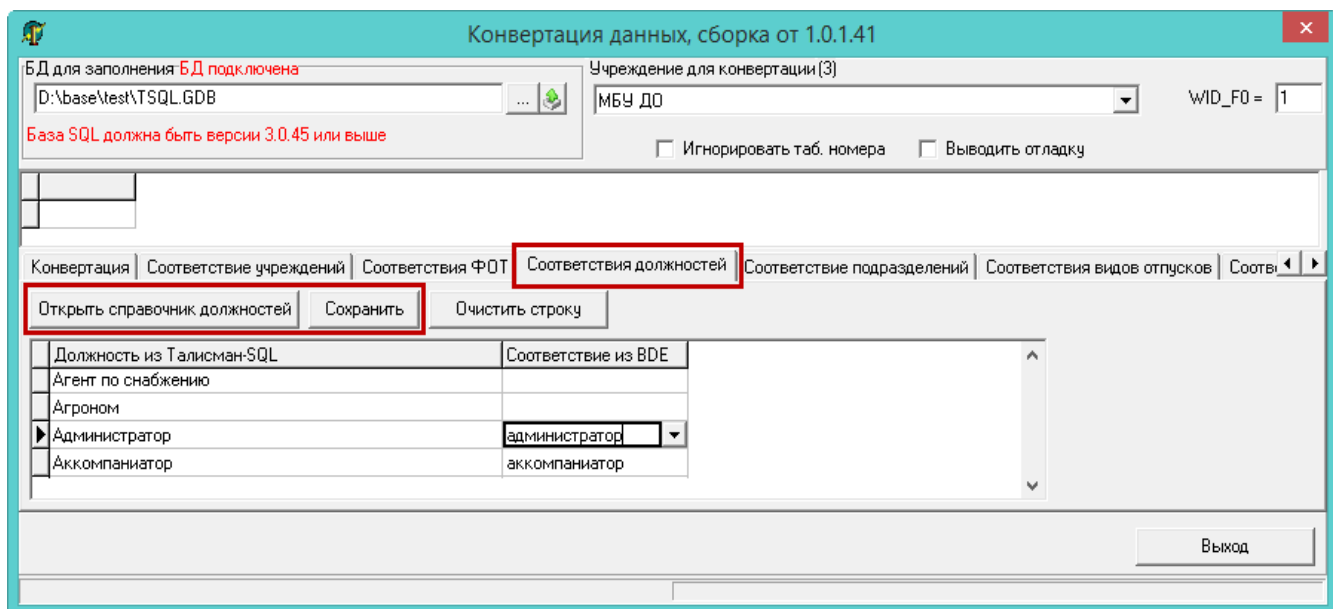 Конвертация данных, сборка от 1.0.1.41
БД для заполнения БД подключена
D:\base\test\TSQL.GDB
...
База SQL должна быть версии 3.0.45 или выше
Учреждение для конвертации (3)
МБУ ДО
WID_F0 = 1
Игнорировать таб. номера
Выводить отладку
Конвертация
Соответствие учреждений
Соответствия ФОТ
Соответствия должностей
Соответствие подразделений
Соответствия видов отпусков
Соотв
Открыть справочник должностей
Сохранить
Очистить строку
Должность из Талисман-SQL
Соответствие из BDE
Агент по снабжению
Агроном
Администратор
администратор
Аккомпаниатор
аккомпаниатор
Выход